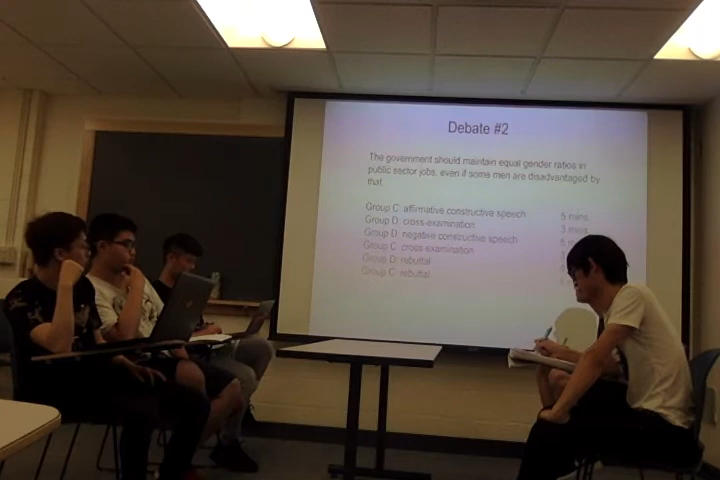 Debate #2
The government should maintain equal gender ratios in
public sector jobs, even if some men are disadvantaged by
that.
Group C: affirmative constructive speech 5 mins.
Group D: cross-examination 3 mins.
Group D: negative constructive speech 5
Group C: cross examination
Group D: rebuttal
Group C: rebuttal